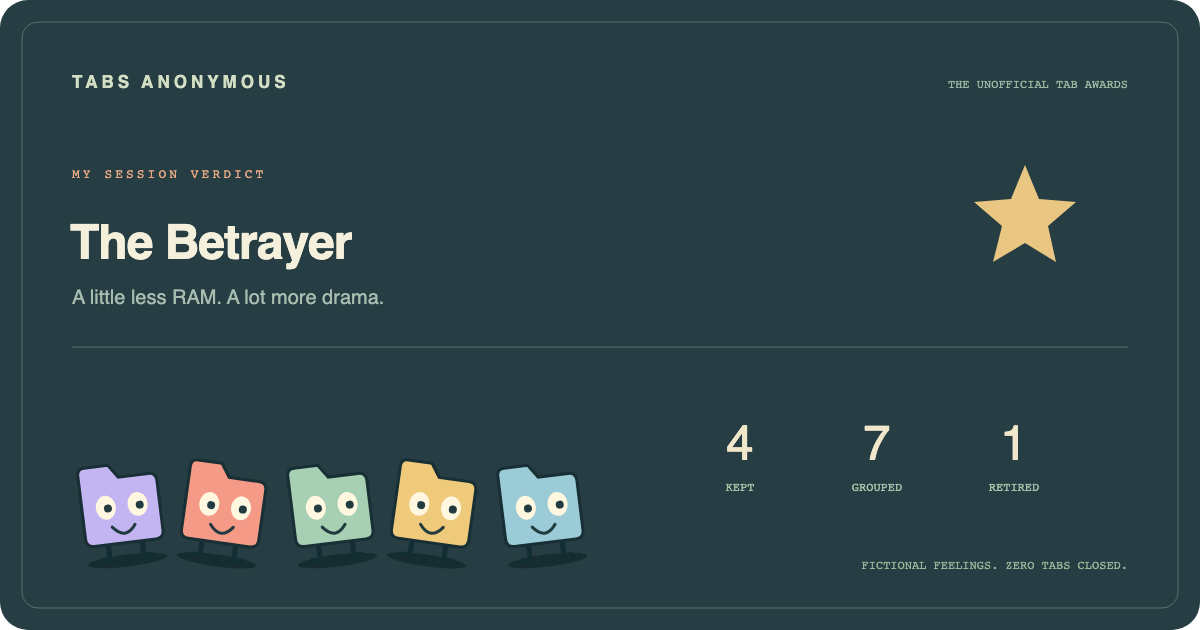 TABS ANONYMOUS
THE UNOFFICIAL TAB AWARDS
MY SESSION VERDICT
The Betrayer
A little less RAM. A lot more drama.
4 7 1
KEPT GROUPED RETIRED
FICTIONAL FEELINGS. ZERO TABS CLOSED.